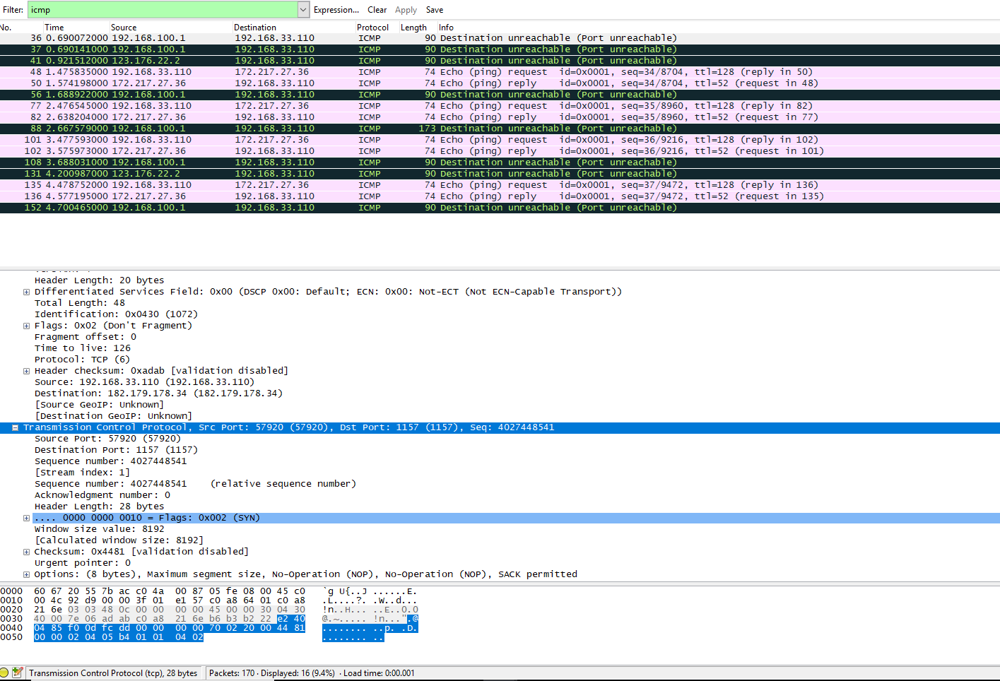 Filter: icmp Expression... Clear Apply Save
No. Time Source Destination Protocol Length Info
36 0.690072000 192.168.100.1 192.168.33.110 ICMP 90 Destination unreachable (Port unreachable)
37 0.690141000 192.168.100.1 192.168.33.110 ICMP 90 Destination unreachable (Port unreachable)
41 0.921512000 123.176.22.2 192.168.33.110 ICMP 90 Destination unreachable (Port unreachable)
48 1.475835000 192.168.33.110 172.217.27.36 ICMP 74 Echo (ping) request id=0x0001, seq=34/8704, ttl=128 (reply in 50)
50 1.574198000 172.217.27.36 192.168.33.110 ICMP 74 Echo (ping) reply id=0x0001, seq=34/8704, ttl=52 (request in 48)
56 1.688922000 192.168.100.1 192.168.33.110 ICMP 90 Destination unreachable (Port unreachable)
77 2.476545000 192.168.33.110 172.217.27.36 ICMP 74 Echo (ping) request id=0x0001, seq=35/8960, ttl=128 (reply in 82)
82 2.638204000 172.217.27.36 192.168.33.110 ICMP 74 Echo (ping) reply id=0x0001, seq=35/8960, ttl=52 (request in 77)
88 2.667579000 192.168.100.1 192.168.33.110 ICMP 173 Destination unreachable (Port unreachable)
101 3.477593000 192.168.33.110 172.217.27.36 ICMP 74 Echo (ping) request id=0x0001, seq=36/9216, ttl=128 (reply in 102)
102 3.575973000 172.217.27.36 192.168.33.110 ICMP 74 Echo (ping) reply id=0x0001, seq=36/9216, ttl=52 (request in 101)
108 3.688031000 192.168.100.1 192.168.33.110 ICMP 90 Destination unreachable (Port unreachable)
131 4.200987000 123.176.22.2 192.168.33.110 ICMP 90 Destination unreachable (Port unreachable)
135 4.478752000 192.168.33.110 172.217.27.36 ICMP 74 Echo (ping) request id=0x0001, seq=37/9472, ttl=128 (reply in 136)
136 4.577195000 172.217.27.36 192.168.33.110 ICMP 74 Echo (ping) reply id=0x0001, seq=37/9472, ttl=52 (request in 135)
152 4.700465000 192.168.100.1 192.168.33.110 ICMP 90 Destination unreachable (Port unreachable)
Header Length: 20 bytes
Differentiated Services Field: 0x00 (DSCP 0x00: Default; ECN: 0x00: Not-ECT (Not ECN-Capable Transport))
Total Length: 48
Identification: 0x0430 (1072)
Flags: 0x02 (Don't Fragment)
Fragment offset: 0
Time to live: 126
Protocol: TCP (6)
Header checksum: 0xadab [validation disabled]
Source: 192.168.33.110 (192.168.33.110)
Destination: 182.179.178.34 (182.179.178.34)
[Source GeoIP: Unknown]
[Destination GeoIP: Unknown]
Transmission Control Protocol, Src Port: 57920 (57920), Dst Port: 1157 (1157), Seq: 4027448541
Source Port: 57920 (57920)
Destination Port: 1157 (1157)
Sequence number: 4027448541
[Stream index: 1]
Sequence number: 4027448541 (relative sequence number)
Acknowledgment number: 0
Header Length: 28 bytes
.... 0000 0000 0010 = Flags: 0x002 (SYN)
Window size value: 8192
[Calculated window size: 8192]
Checksum: 0x4481 [validation disabled]
Urgent pointer: 0
Options: (8 bytes), Maximum segment size, No-Operation (NOP), No-Operation (NOP), SACK permitted
0000 60 67 20 55 7b ac c0 4a 00 87 05 fe 08 00 45 c0 `g U{..J ......E.
0010 00 4c 92 d9 00 00 3f 01 e1 57 c0 a8 64 01 c0 a8 .L....?. .W..d...
0020 21 6e 03 03 48 0c 00 00 00 00 45 00 00 30 04 30 !n..H... ..E..0.0
0030 40 00 7e 06 ad ab c0 a8 21 6e b6 b3 b2 22 e2 40 @.~..... !n...".@
0040 04 85 f0 0d fc dd 00 00 00 00 70 02 20 00 44 81 ........ ..p. .D.
0050 00 00 02 04 05 b4 01 01 04 02 ........ ..
Transmission Control Protocol (tcp), 28 bytes Packets: 170 · Displayed: 16 (9.4%) · Load time: 0:00.001